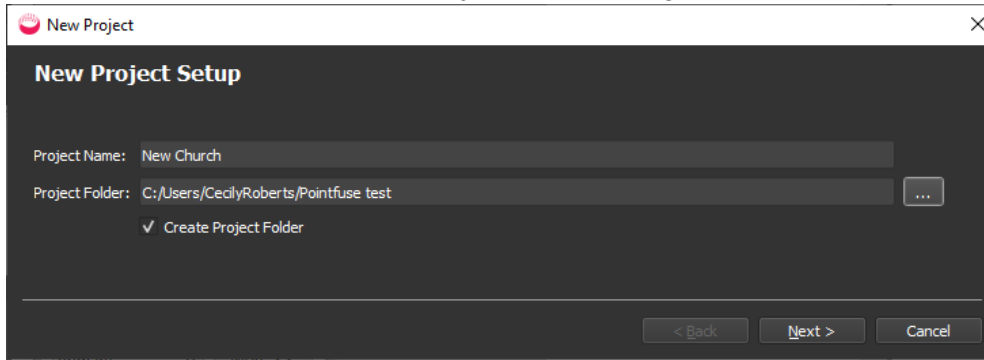 New Project
New Project Setup
Project Name: New Church
Project Folder: C:/Users/CecilyRoberts/Pointfuse test
...
Create Project Folder
< Back Next > Cancel